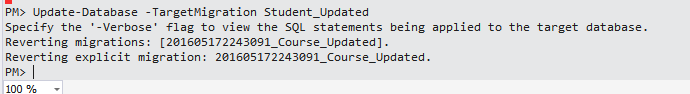 PM> Update-Database -TargetMigration Student_Updated
Specify the '-Verbose' flag to view the SQL statements being applied to the target database.
Reverting migrations: [201605172243091_Course_Updated].
Reverting explicit migration: 201605172243091_Course_Updated.
PM>
100 %